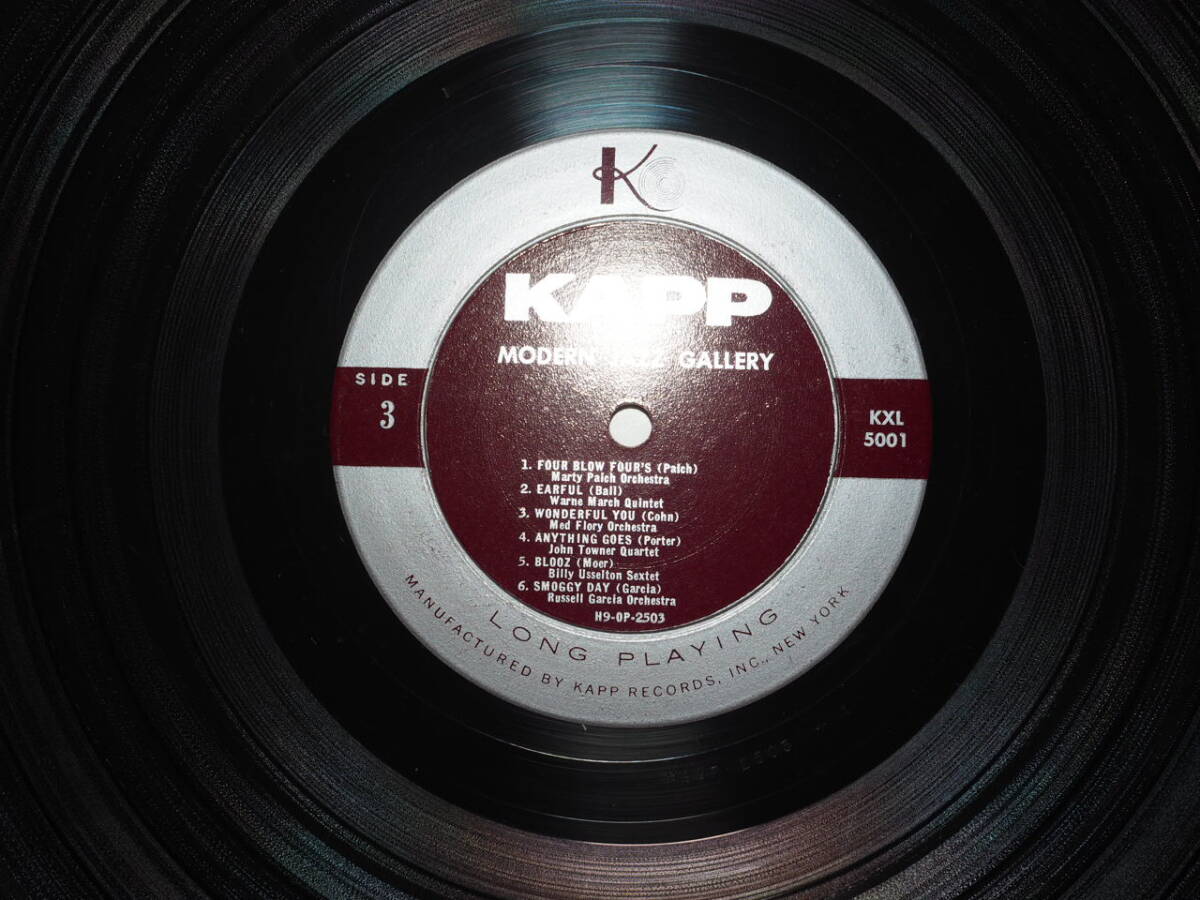 K
KAPP
MODERN JAZZ GALLERY
SIDE
3
KXL
5001
1. FOUR BLOW FOUR'S (Paich)
Marty Paich Orchestra
2. EARFUL (Ball)
Warne March Quintet
3. WONDERFUL YOU (Cohn)
Med Flory Orchestra
4. ANYTHING GOES (Porter)
John Towner Quartet
5. BLOOZ (Moer)
Billy Usselton Sextet
6. SMOGGY DAY (Garcia)
Russell Garcia Orchestra
H9-OP-2503
LONG PLAYING
MANUFACTURED BY KAPP RECORDS, INC., NEW YORK